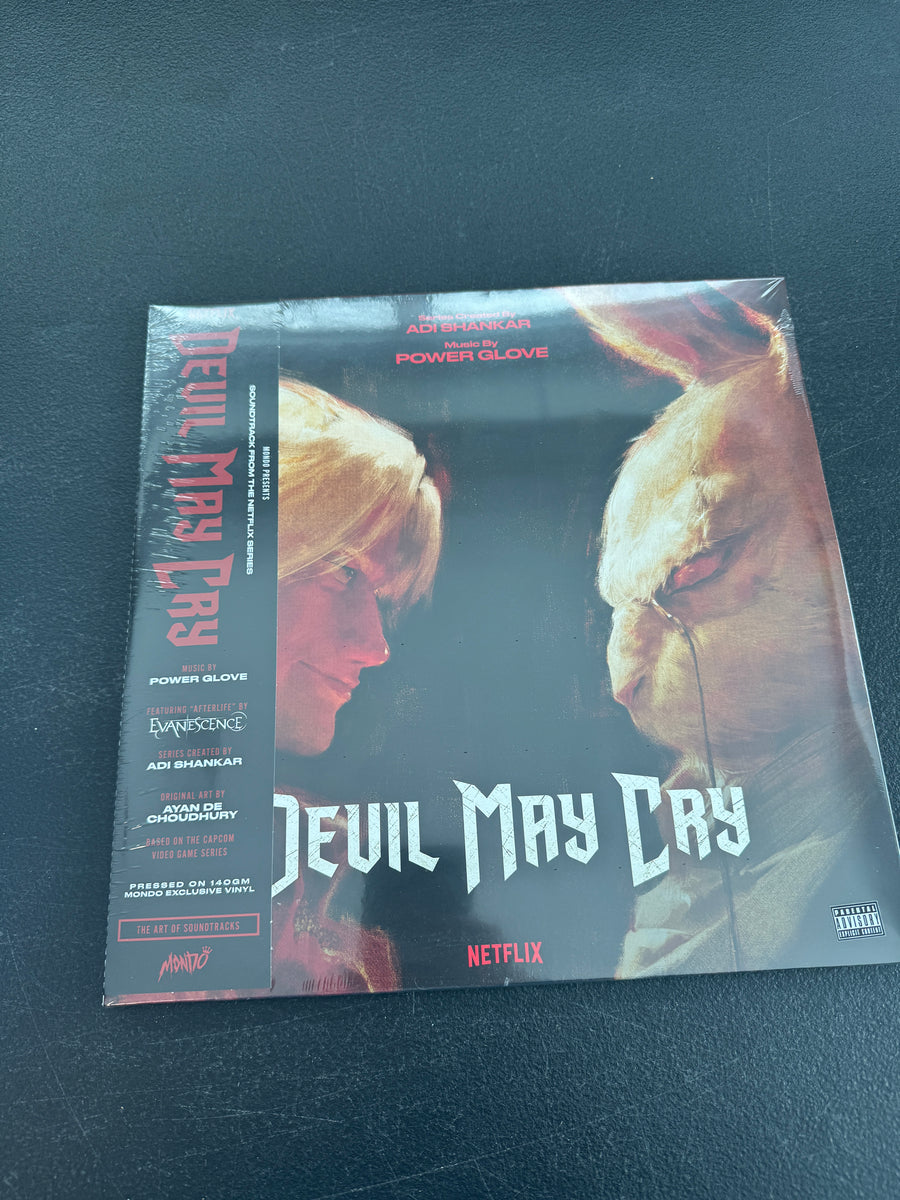 Series Created By
ADI SHANKAR
Music By
POWER GLOVE
MONDO PRESENTS
SOUNDTRACK FROM THE NETFLIX SERIES
DEVIL MAY CRY
MUSIC BY
POWER GLOVE
FEATURING "AFTERLIFE" BY
EVANESCENCE
SERIES CREATED BY
ADI SHANKAR
ORIGINAL ART BY
AYAN DE
CHOUDHURY
BASED ON THE CAPCOM
VIDEO GAME SERIES
PRESSED ON 140GM
MONDO EXCLUSIVE VINYL
THE ART OF SOUNDTRACKS
MONDO
DEVIL MAY CRY
NETFLIX
PARENTAL
ADVISORY
EXPLICIT CONTENT